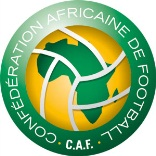 CONFÉDÉRATION AFRICAINE DE FOOTBALL
· C.A.F. ·